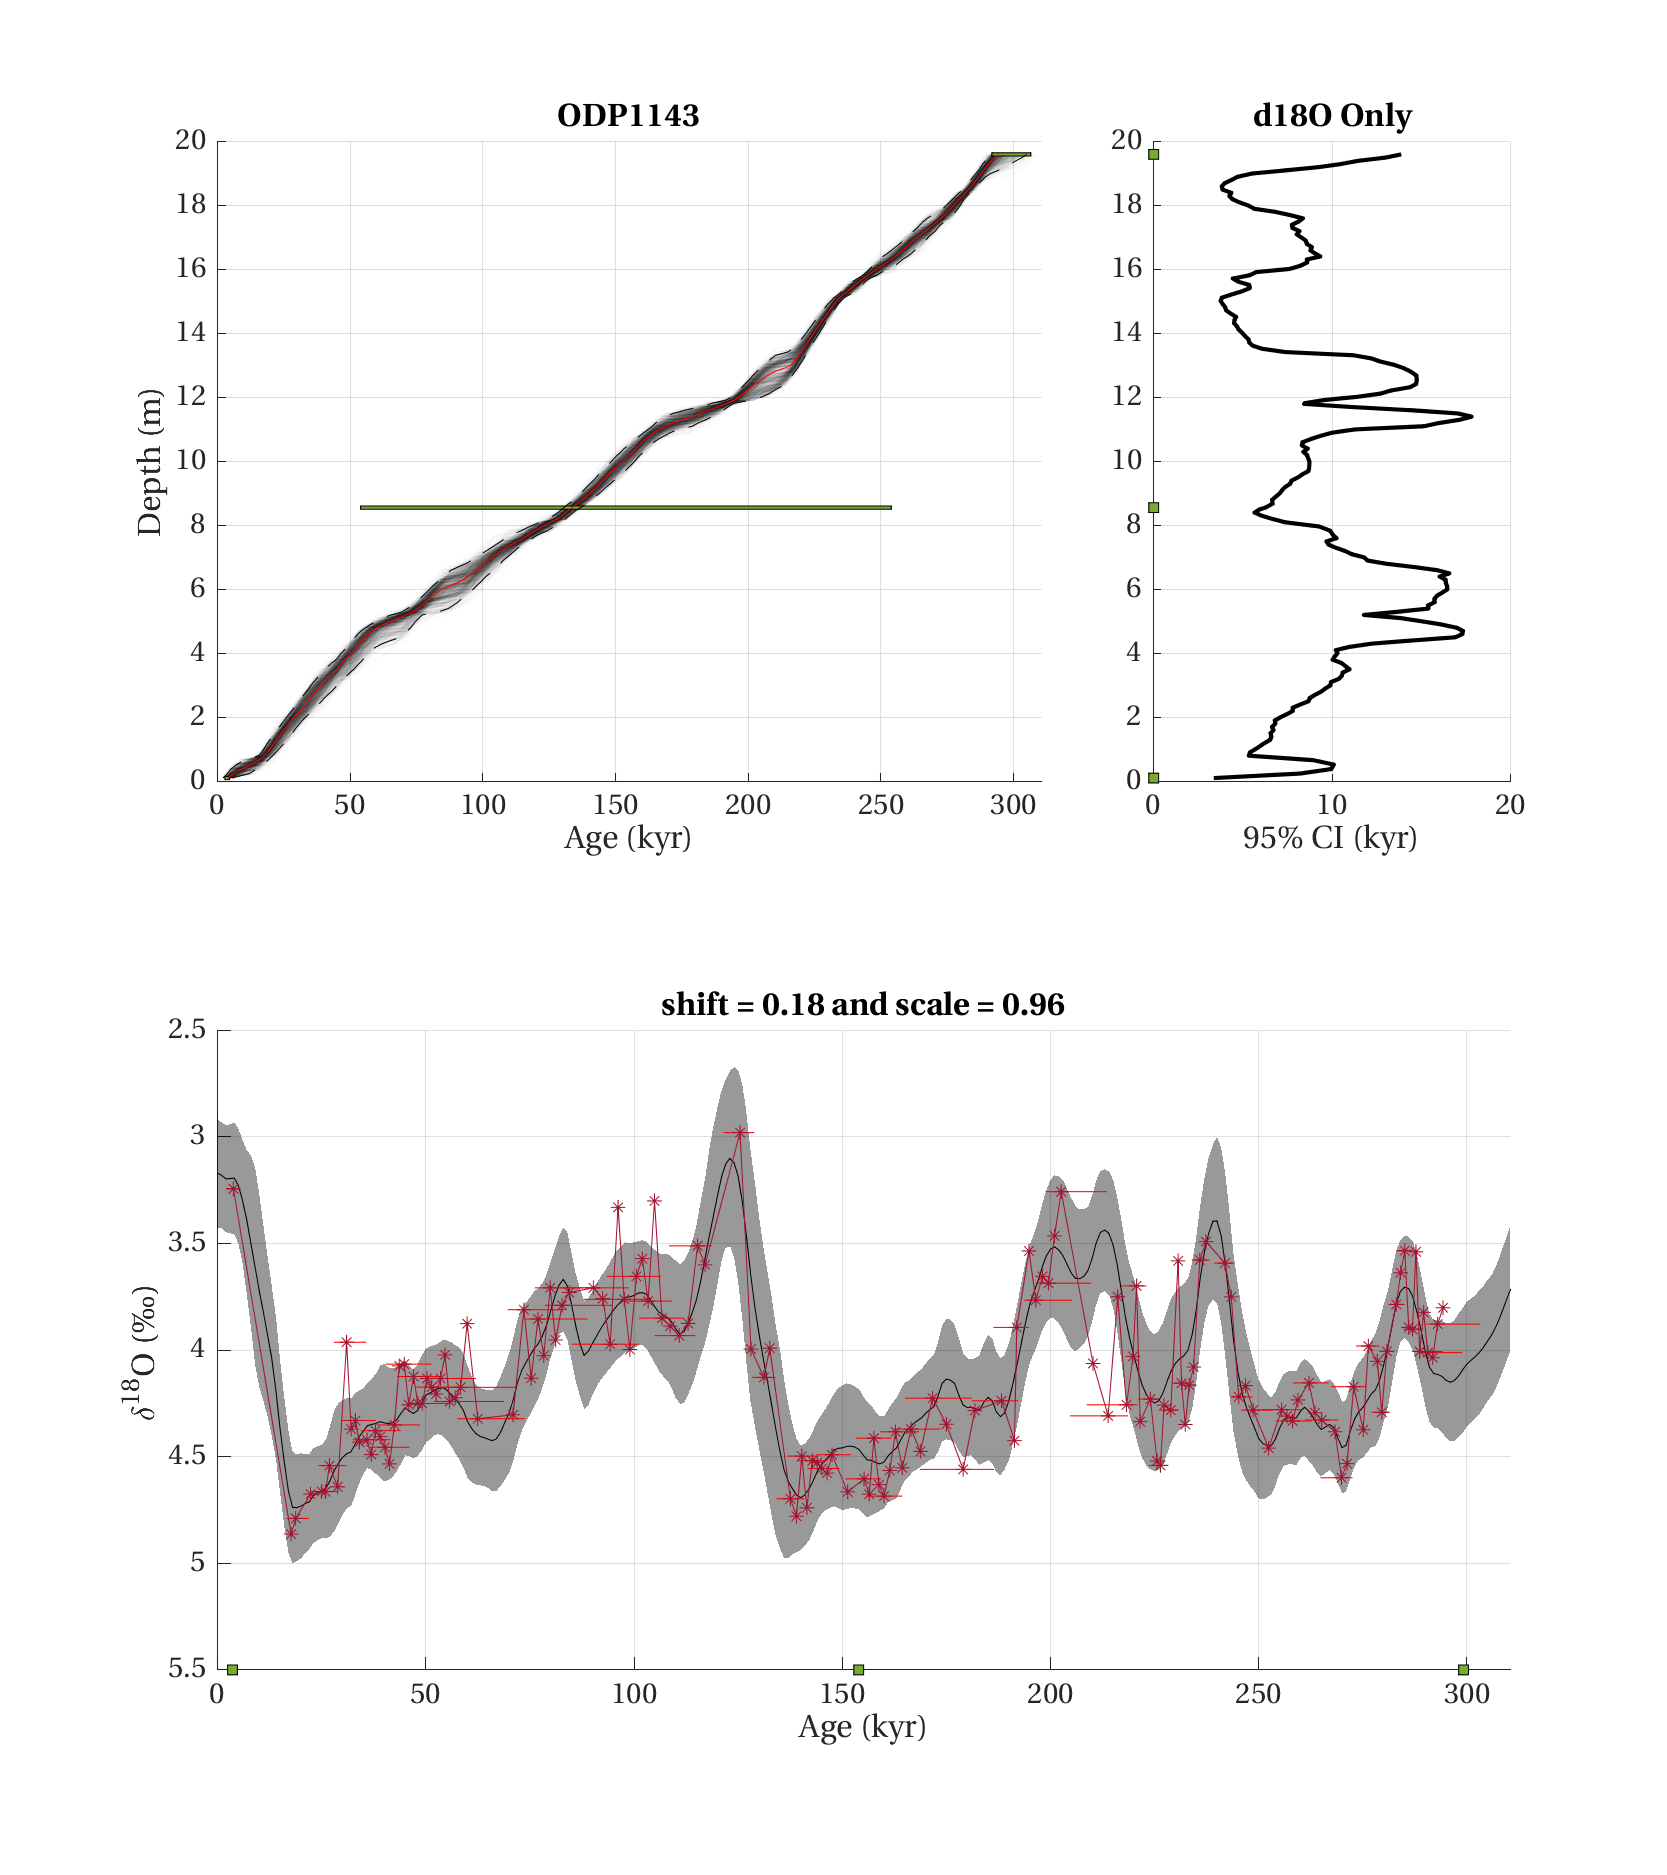 ODP1143
20
18
16
14
12
10
8
6
4
2
0
Depth (m)
0 50 100 150 200 250 300
Age (kyr)
d18O Only
20
18
16
14
12
10
8
6
4
2
0
0 10 20
95% CI (kyr)
shift = 0.18 and scale = 0.96
2.5
3
3.5
4
4.5
5
5.5
δ18O (‰)
0 50 100 150 200 250 300
Age (kyr)